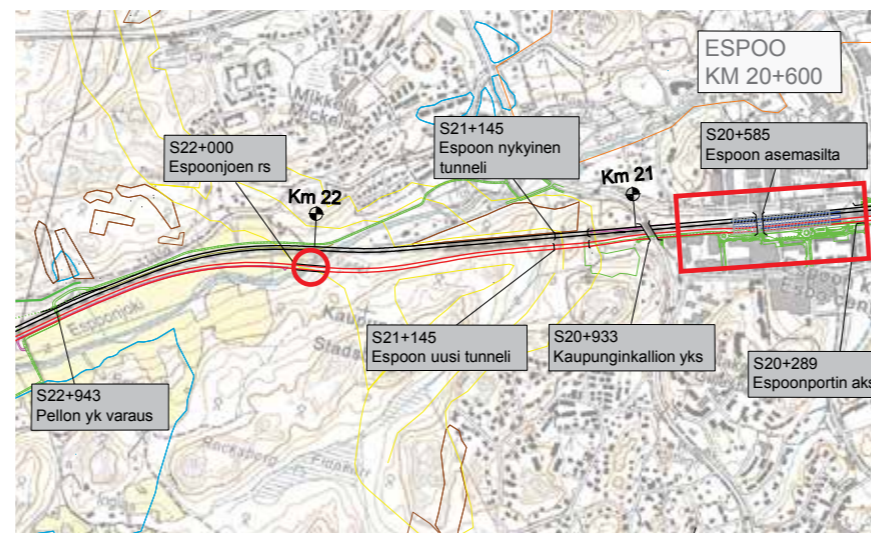 ESPOO
KM 20+600
S21+145
Espoon nykyinen
tunneli
S20+585
Espoon asemasilta
S22+000
Espoonjoen rs
Km 22
Km 21
Mikkelä
Espoonjoki
S21+145
Espoon uusi tunneli
S20+933
Kaupunginkallion yks
S20+289
Espoonportin aks
S22+943
Pellon yk varaus